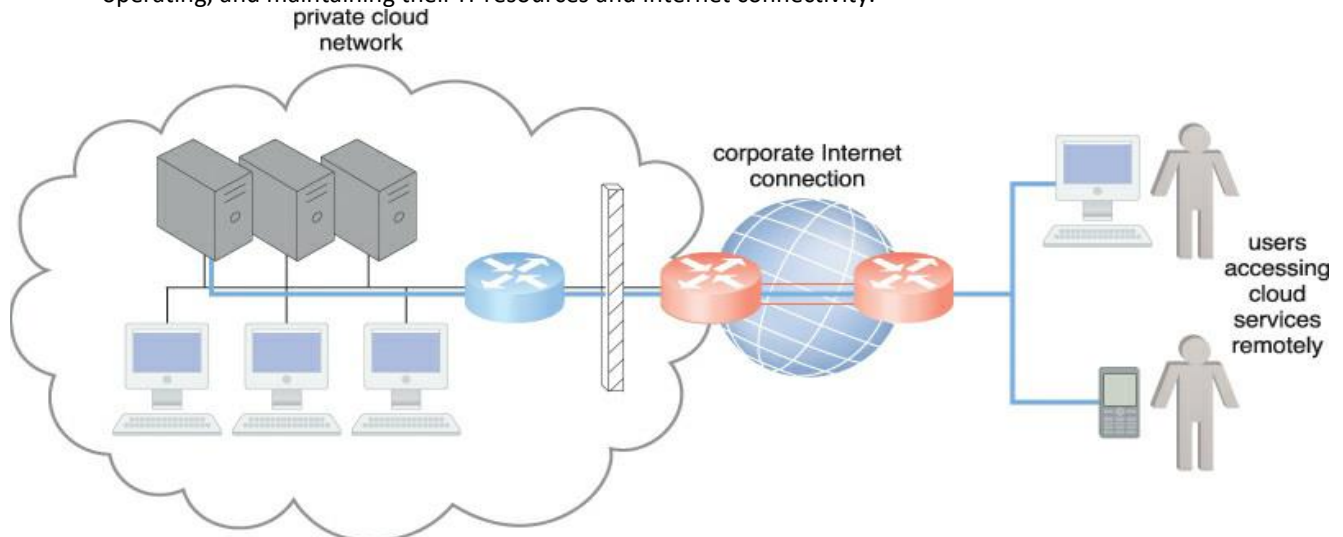 operating, and maintaining their IT resources and Internet connectivity.
private cloud
network
corporate Internet
connection
users
accessing
cloud
services
remotely